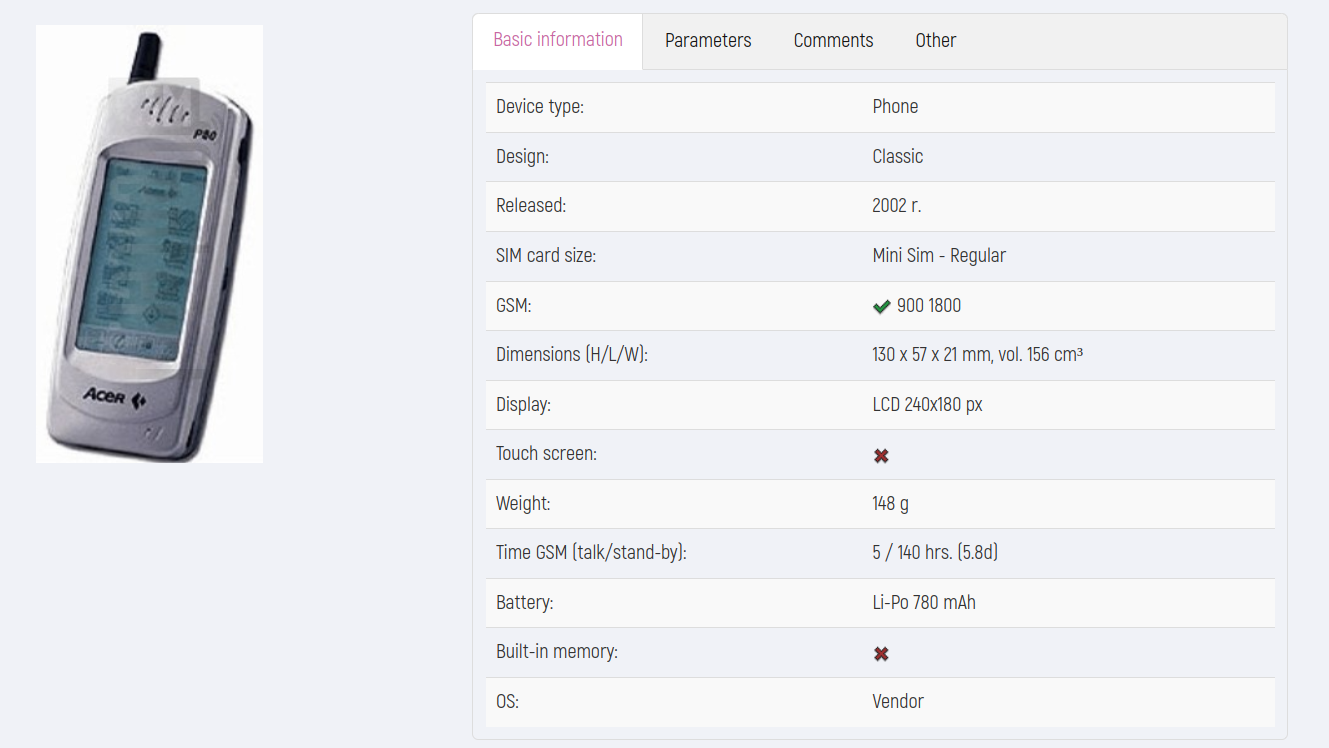 P80
Acer
Basic information Parameters Comments Other
Device type: Phone
Design: Classic
Released: 2002 r.
SIM card size: Mini Sim - Regular
GSM: 900 1800
Dimensions (H/L/W): 130 x 57 x 21 mm, vol. 156 cm³
Display: LCD 240x180 px
Touch screen:
Weight: 148 g
Time GSM (talk/stand-by): 5 / 140 hrs. (5.8d)
Battery: Li-Po 780 mAh
Built-in memory:
OS: Vendor